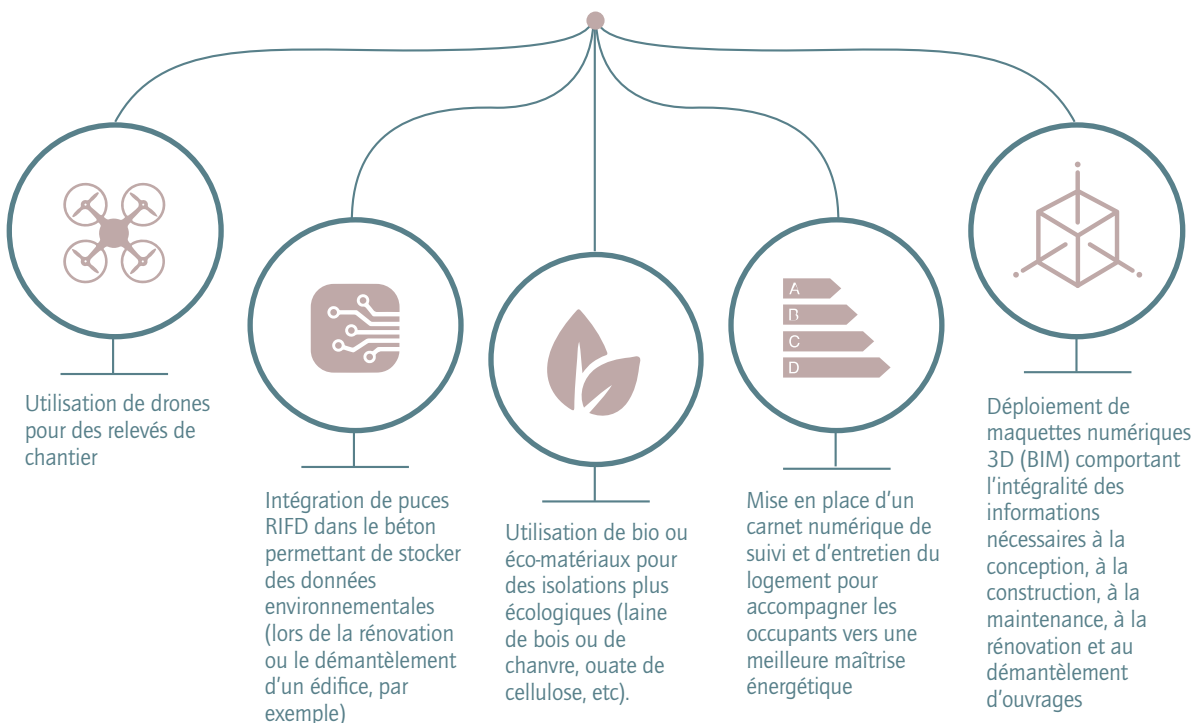 Utilisation de drones
pour des relevés de
chantier
Intégration de puces
RIFD dans le béton
permettant de stocker
des données
environnementales
(lors de la rénovation
ou le démantèlement
d'un édifice, par
exemple)
Utilisation de bio ou
éco-matériaux pour
des isolations plus
écologiques (laine
de bois ou de
chanvre, ouate de
cellulose, etc).
A
B
C
D
Mise en place d'un
carnet numérique de
suivi et d'entretien du
logement pour
accompagner les
occupants vers une
meilleure maîtrise
énergétique
Déploiement de
maquettes numériques
3D (BIM) comportant
l'intégralité des
informations
nécessaires à la
conception, à la
construction, à la
maintenance, à la
rénovation et au
démantèlement
d'ouvrages